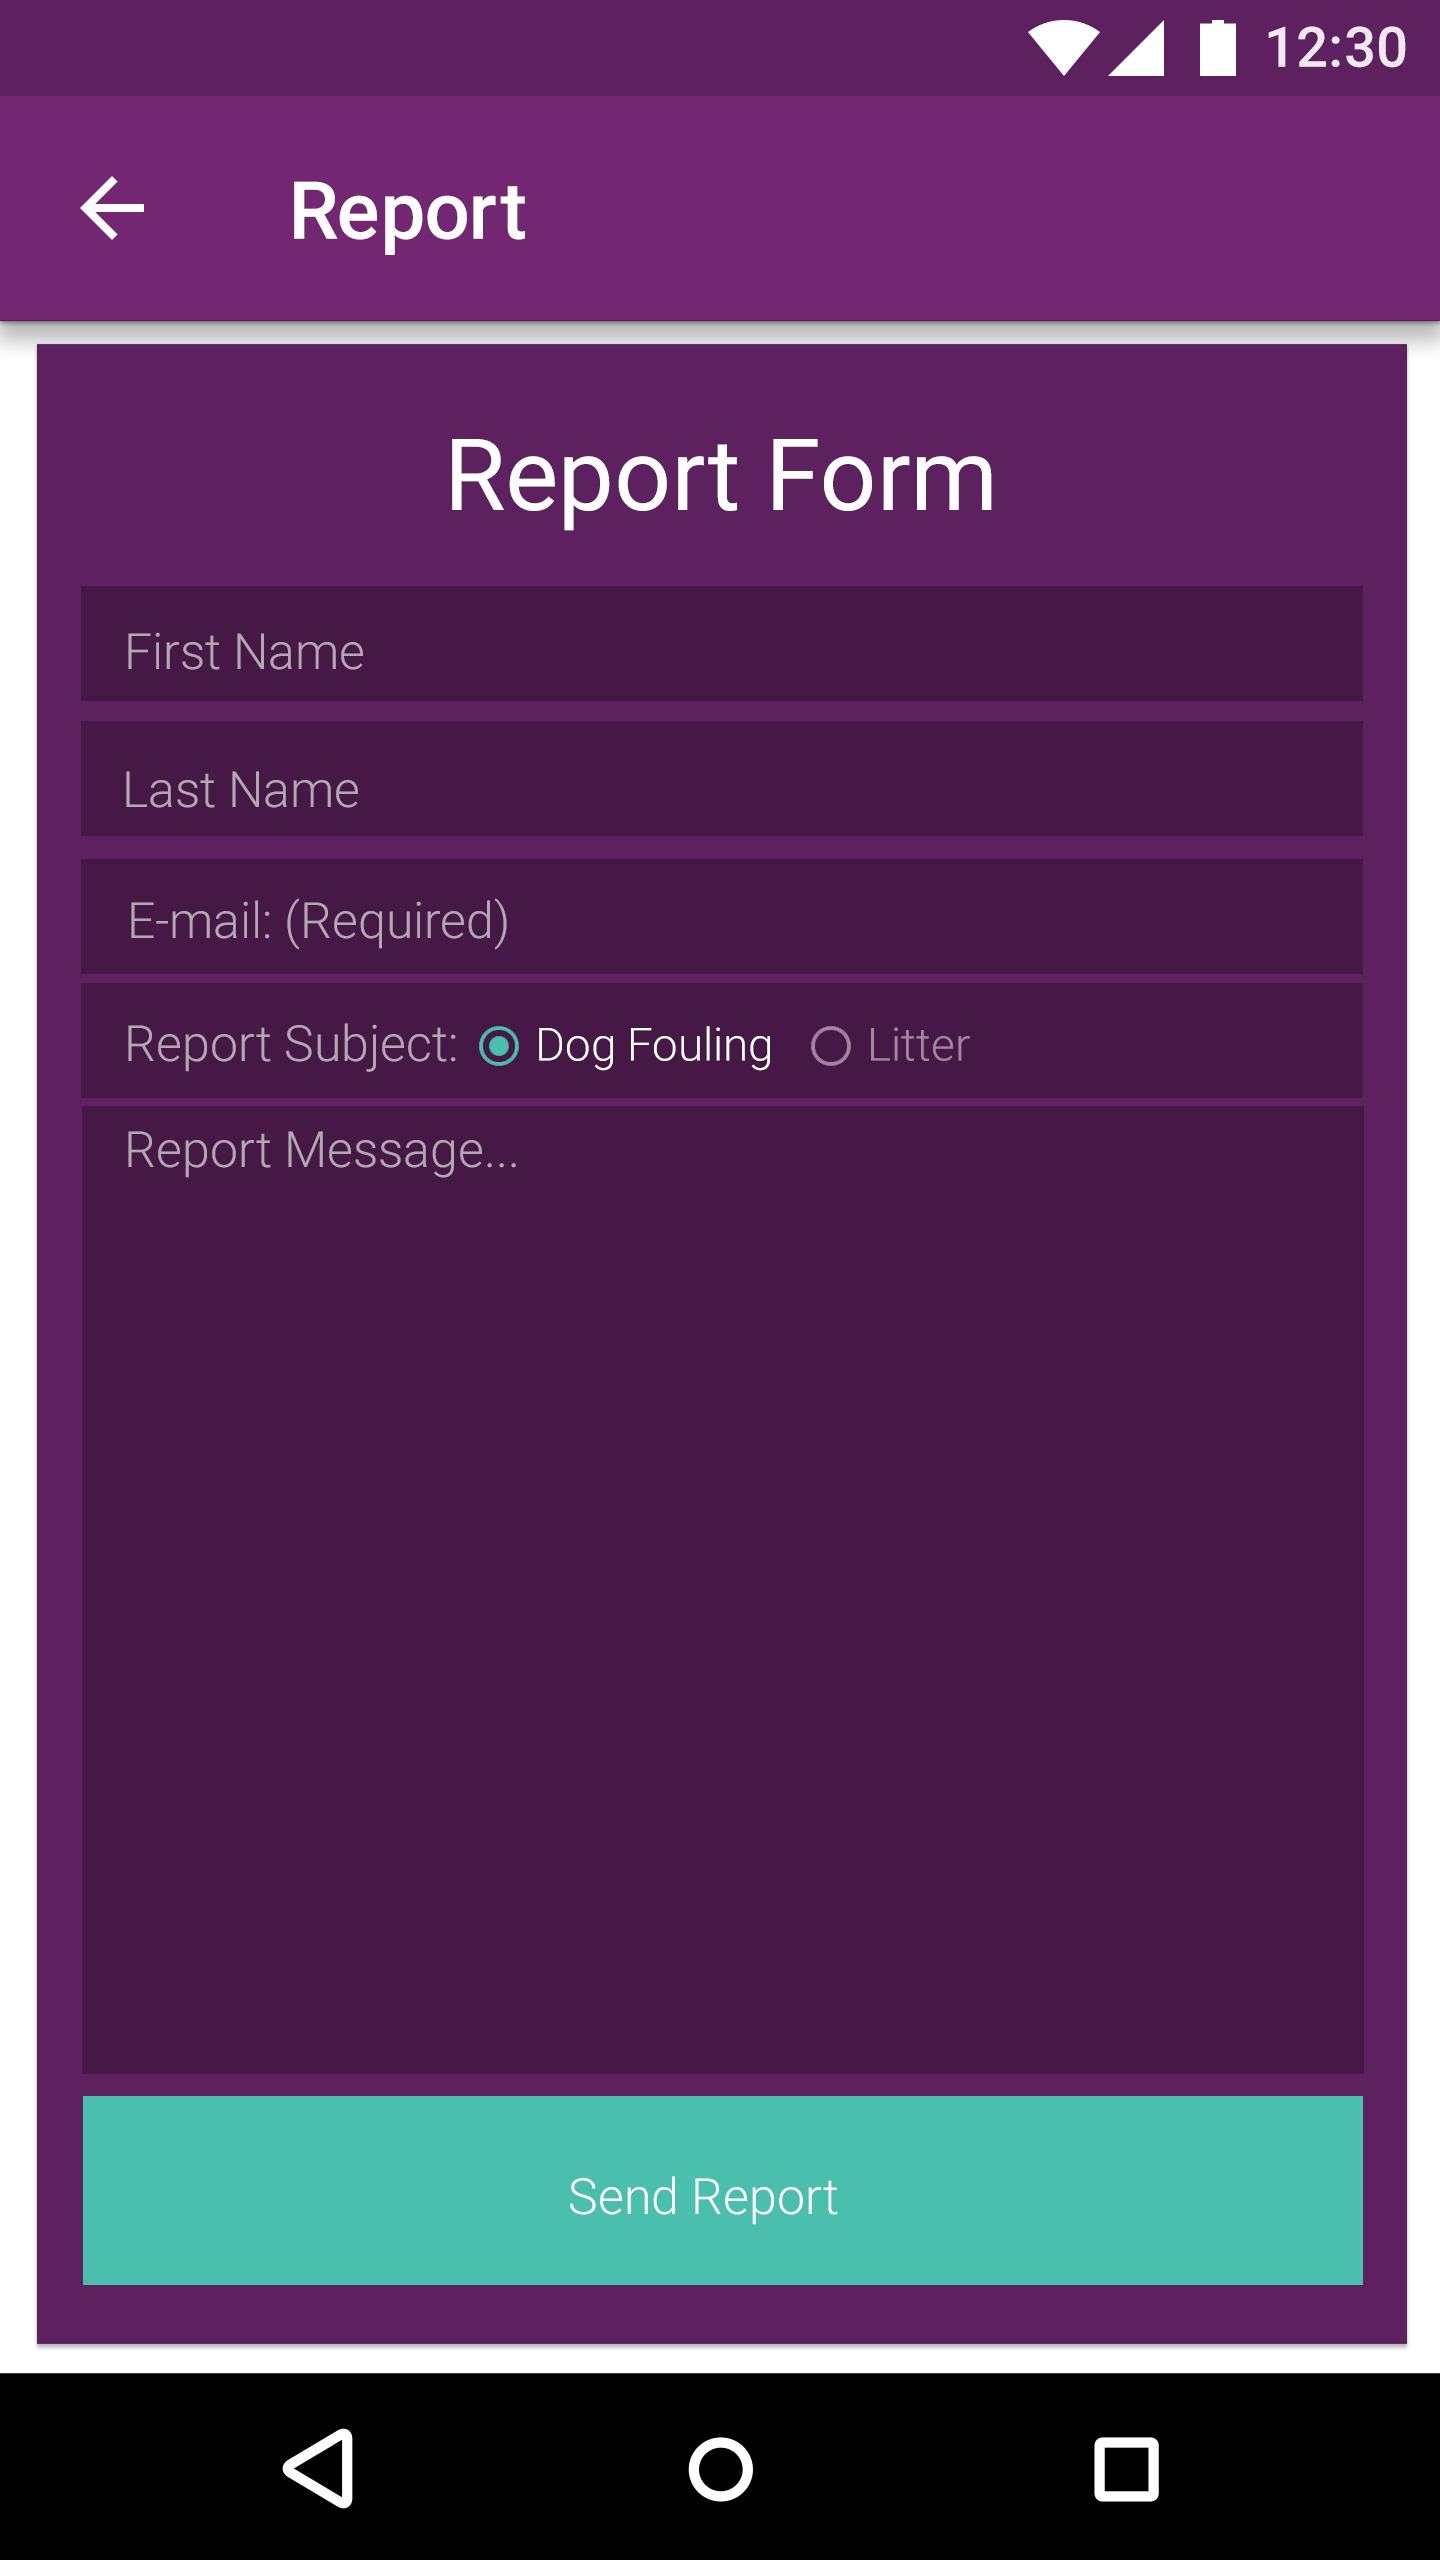 12:30
Report
Report Form
First Name
Last Name
E-mail: (Required)
Report Subject: Dog Fouling Litter
Report Message...
Send Report